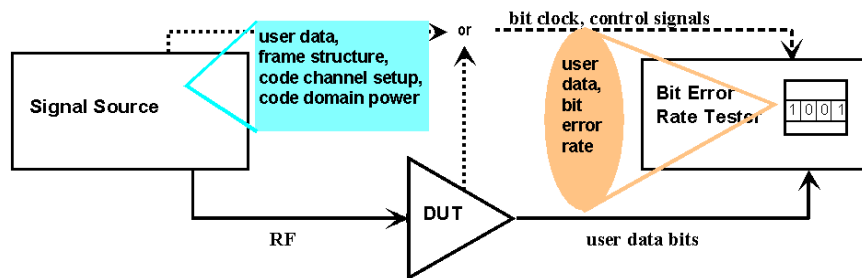 bit clock, control signals
or
user data,
frame structure,
code channel setup,
code domain power
Signal Source
user
data,
bit
error
rate
Bit Error
Rate Tester
1 0 0 1
DUT
RF
user data bits